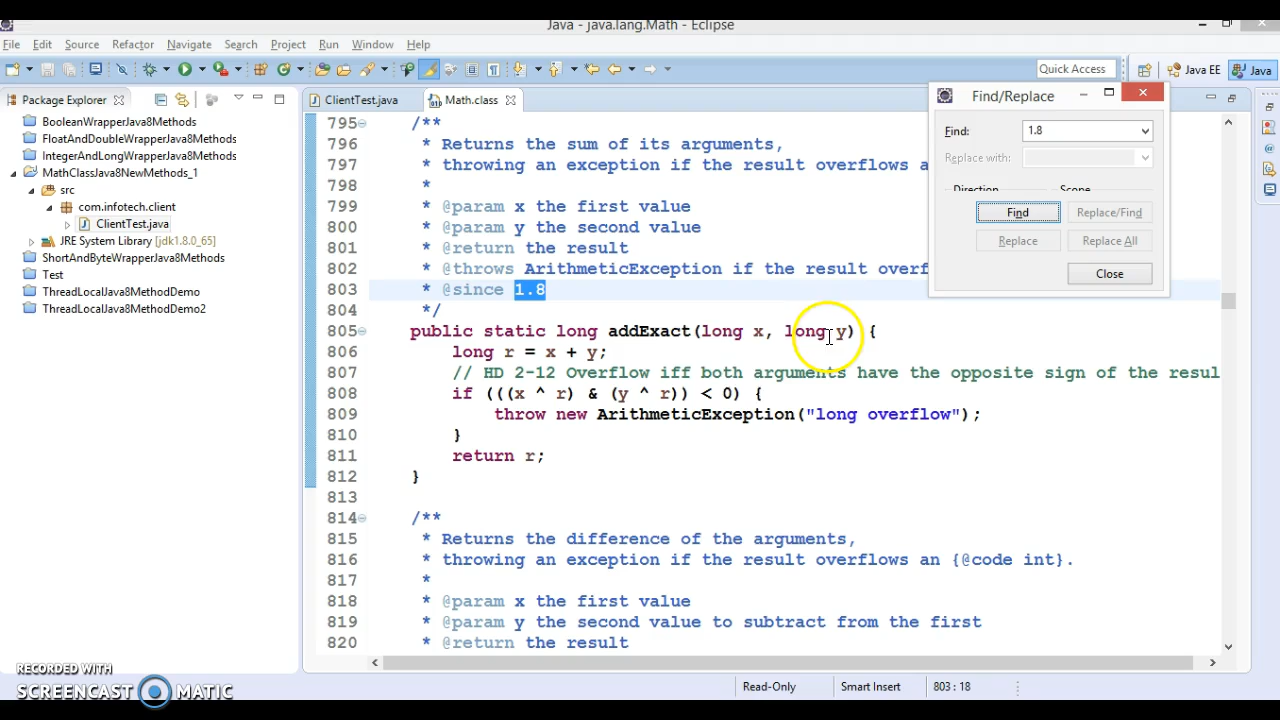 Java - java.lang.Math - Eclipse
File Edit Source Refactor Navigate Search Project Run Window Help
Quick Access
Java EE
Java
Package Explorer
BooleanWrapperJava8Methods
FloatAndDoubleWrapperJava8Methods
IntegerAndLongWrapperJava8Methods
MathClassJava8NewMethods_1
src
com.infotech.client
ClientTest.java
JRE System Library [jdk1.8.0_65]
ShortAndByteWrapperJava8Methods
Test
ThreadLocalJava8MethodDemo
ThreadLocalJava8MethodDemo2
ClientTest.java
Math.class
795 /**
796 * Returns the sum of its arguments,
797 * throwing an exception if the result overflows a
798 *
799 * @param x the first value
800 * @param y the second value
801 * @return the result
802 * @throws ArithmeticException if the result overf
803 * @since 1.8
804 */
805 public static long addExact(long x, long y) {
806 long r = x + y;
807 // HD 2-12 Overflow iff both arguments have the opposite sign of the resul
808 if (((x ^ r) & (y ^ r)) < 0) {
809 throw new ArithmeticException("long overflow");
810 }
811 return r;
812 }
813
814 /**
815 * Returns the difference of the arguments,
816 * throwing an exception if the result overflows an {@code int}.
817 *
818 * @param x the first value
819 * @param y the second value to subtract from the first
820 * @return the result
Find/Replace
Find: 1.8
Replace with:
Direction Scope
Find Replace/Find
Replace Replace All
Close
Read-Only Smart Insert 803 : 18
RECORDED WITH
SCREENCAST MATIC